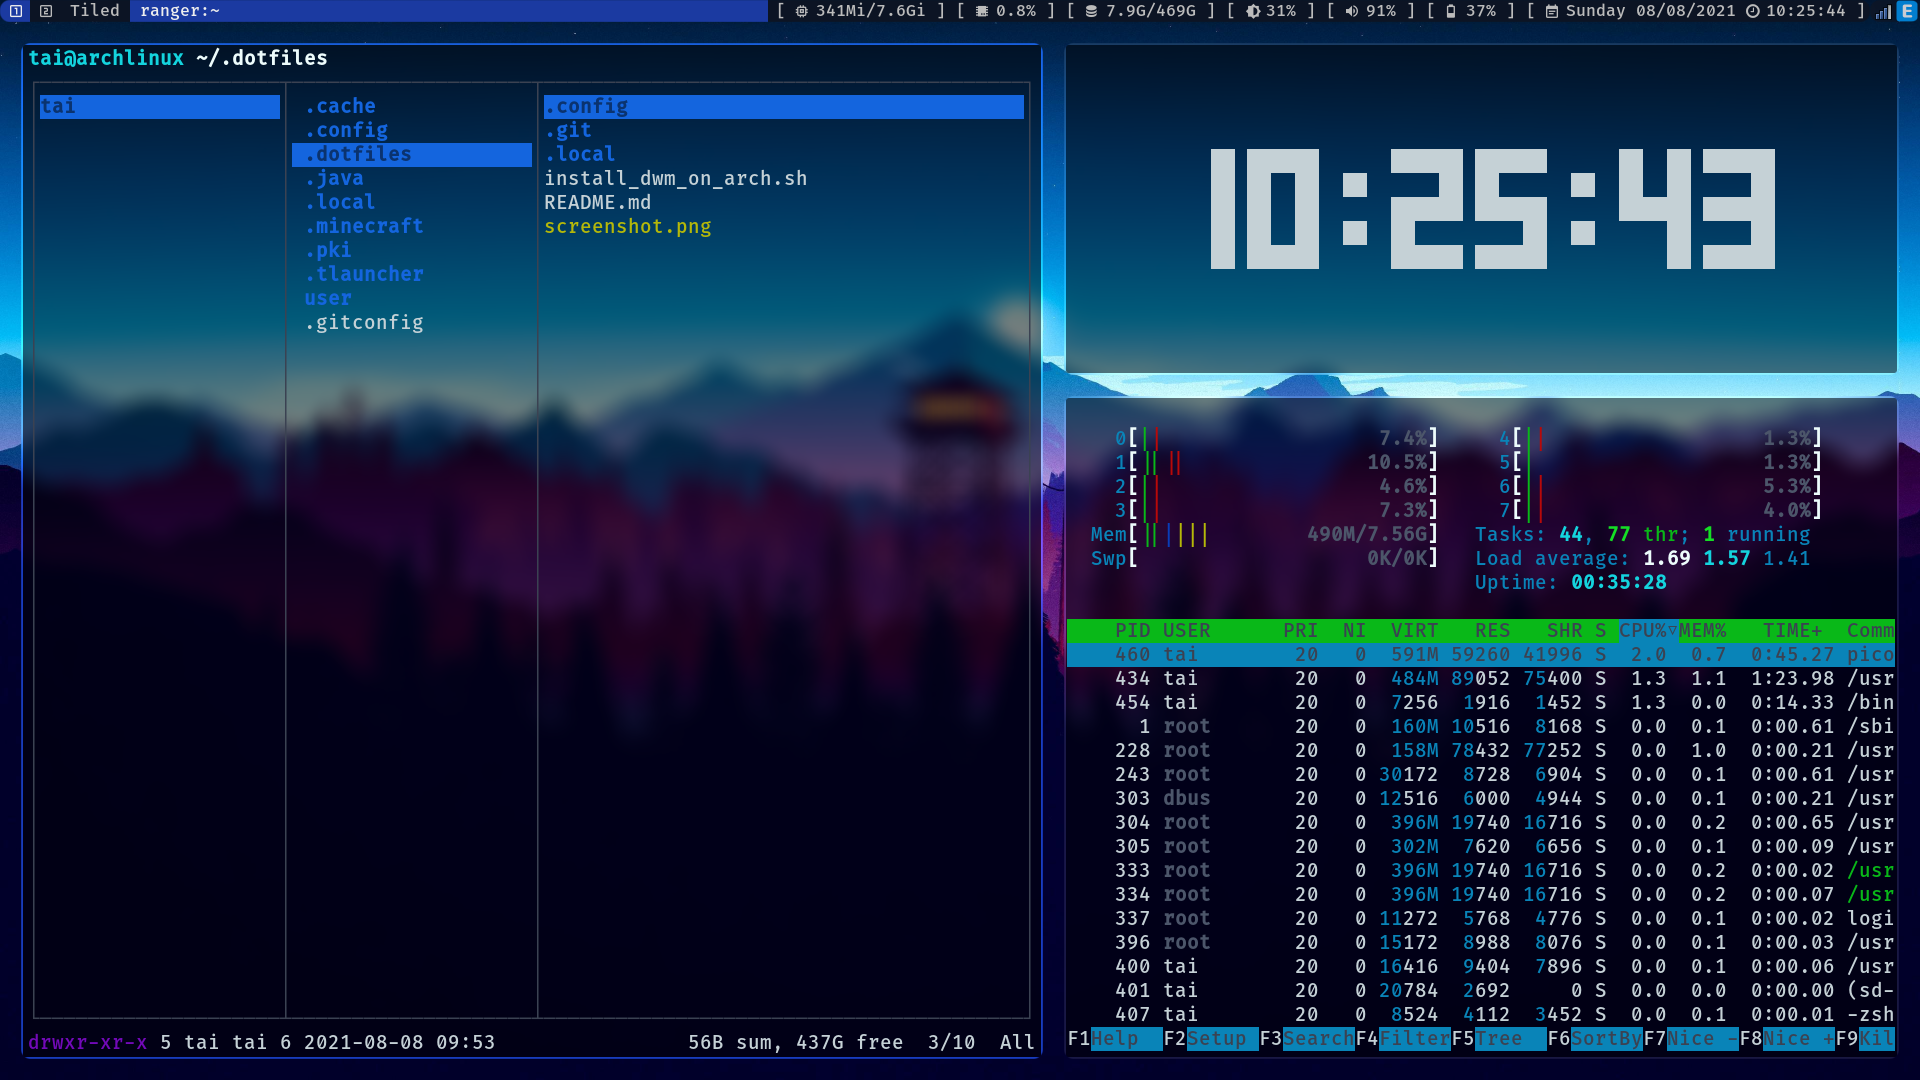 1 2 Tiled ranger:~ [ 341Mi/7.6Gi ] [ 0.8% ] [ 7.9G/469G ] [ 31% ] [ 91% ] [ 37% ] [ Sunday 08/08/2021 10:25:44 ] E
tai@archlinux ~/.dotfiles
tai
.cache
.config
.dotfiles
.java
.local
.minecraft
.pki
.tlauncher
user
.gitconfig
.config
.git
.local
install_dwm_on_arch.sh
README.md
screenshot.png
drwxr-xr-x 5 tai tai 6 2021-08-08 09:53 56B sum, 437G free 3/10 All
10:25:43
0[|| 7.4%] 4[|| 1.3%]
1[|| || 10.5%] 5[| 1.3%]
2[|| 4.6%] 6[|| 5.3%]
3[|| 7.3%] 7[|| 4.0%]
Mem[|||||| 490M/7.56G] Tasks: 44, 77 thr; 1 running
Swp[ 0K/0K] Load average: 1.69 1.57 1.41
Uptime: 00:35:28
PID USER PRI NI VIRT RES SHR S CPU%▽MEM% TIME+ Comm
460 tai 20 0 591M 59260 41996 S 2.0 0.7 0:45.27 pico
434 tai 20 0 484M 89052 75400 S 1.3 1.1 1:23.98 /usr
454 tai 20 0 7256 1916 1452 S 1.3 0.0 0:14.33 /bin
1 root 20 0 160M 10516 8168 S 0.0 0.1 0:00.61 /sbi
228 root 20 0 158M 78432 77252 S 0.0 1.0 0:00.21 /usr
243 root 20 0 30172 8728 6904 S 0.0 0.1 0:00.61 /usr
303 dbus 20 0 12516 6000 4944 S 0.0 0.1 0:00.21 /usr
304 root 20 0 396M 19740 16716 S 0.0 0.2 0:00.65 /usr
305 root 20 0 302M 7620 6656 S 0.0 0.1 0:00.09 /usr
333 root 20 0 396M 19740 16716 S 0.0 0.2 0:00.02 /usr
334 root 20 0 396M 19740 16716 S 0.0 0.2 0:00.07 /usr
337 root 20 0 11272 5768 4776 S 0.0 0.1 0:00.02 logi
396 root 20 0 15172 8988 8076 S 0.0 0.1 0:00.03 /usr
400 tai 20 0 16416 9404 7896 S 0.0 0.1 0:00.06 /usr
401 tai 20 0 20784 2692 0 S 0.0 0.0 0:00.00 (sd-
407 tai 20 0 8524 4112 3452 S 0.0 0.1 0:00.01 -zsh
F1Help F2Setup F3SearchF4FilterF5Tree F6SortByF7Nice -F8Nice +F9Kil